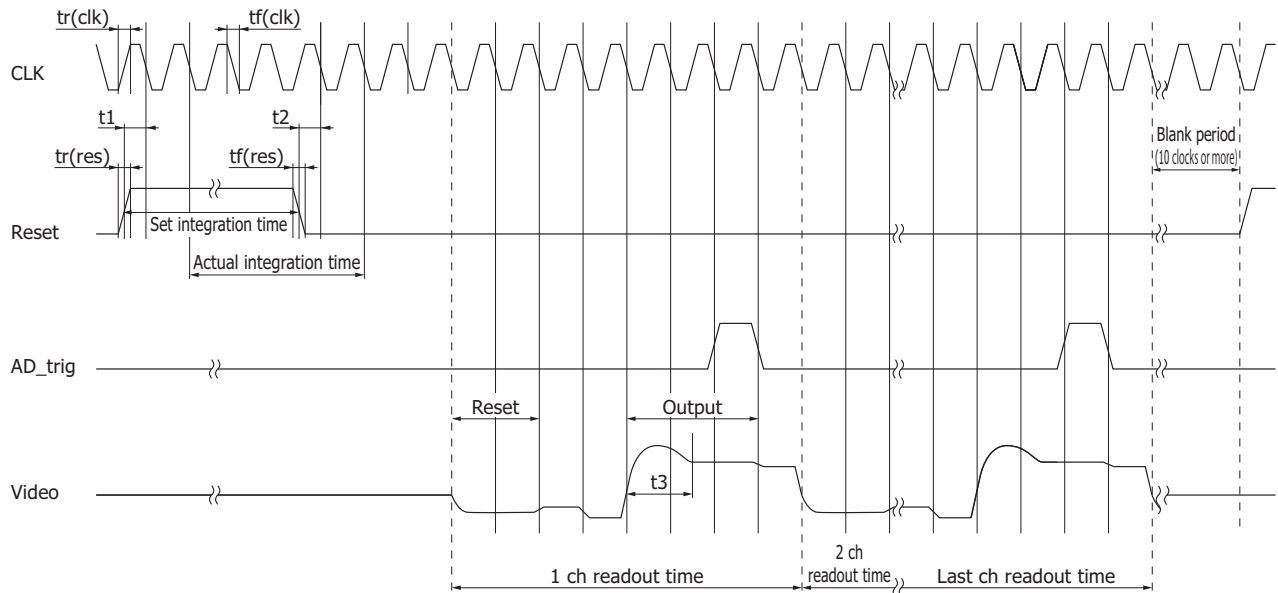 tr(clk)
tf(clk)
CLK
t1
t2
tr(res)
tf(res)
Blank period
(10 clocks or more)
Set integration time
Reset
Actual integration time
AD_trig
Reset
Output
Video
t3
1 ch readout time
2 ch
readout time
Last ch readout time